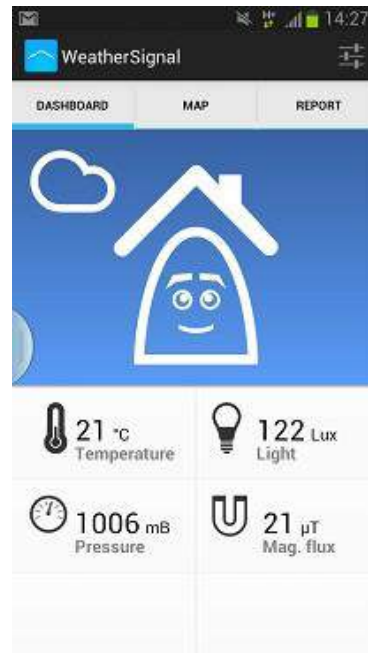 14:27
WeatherSignal
DASHBOARD MAP REPORT
21 °C
Temperature
122 Lux
Light
1006 mB
Pressure
21 µT
Mag. flux